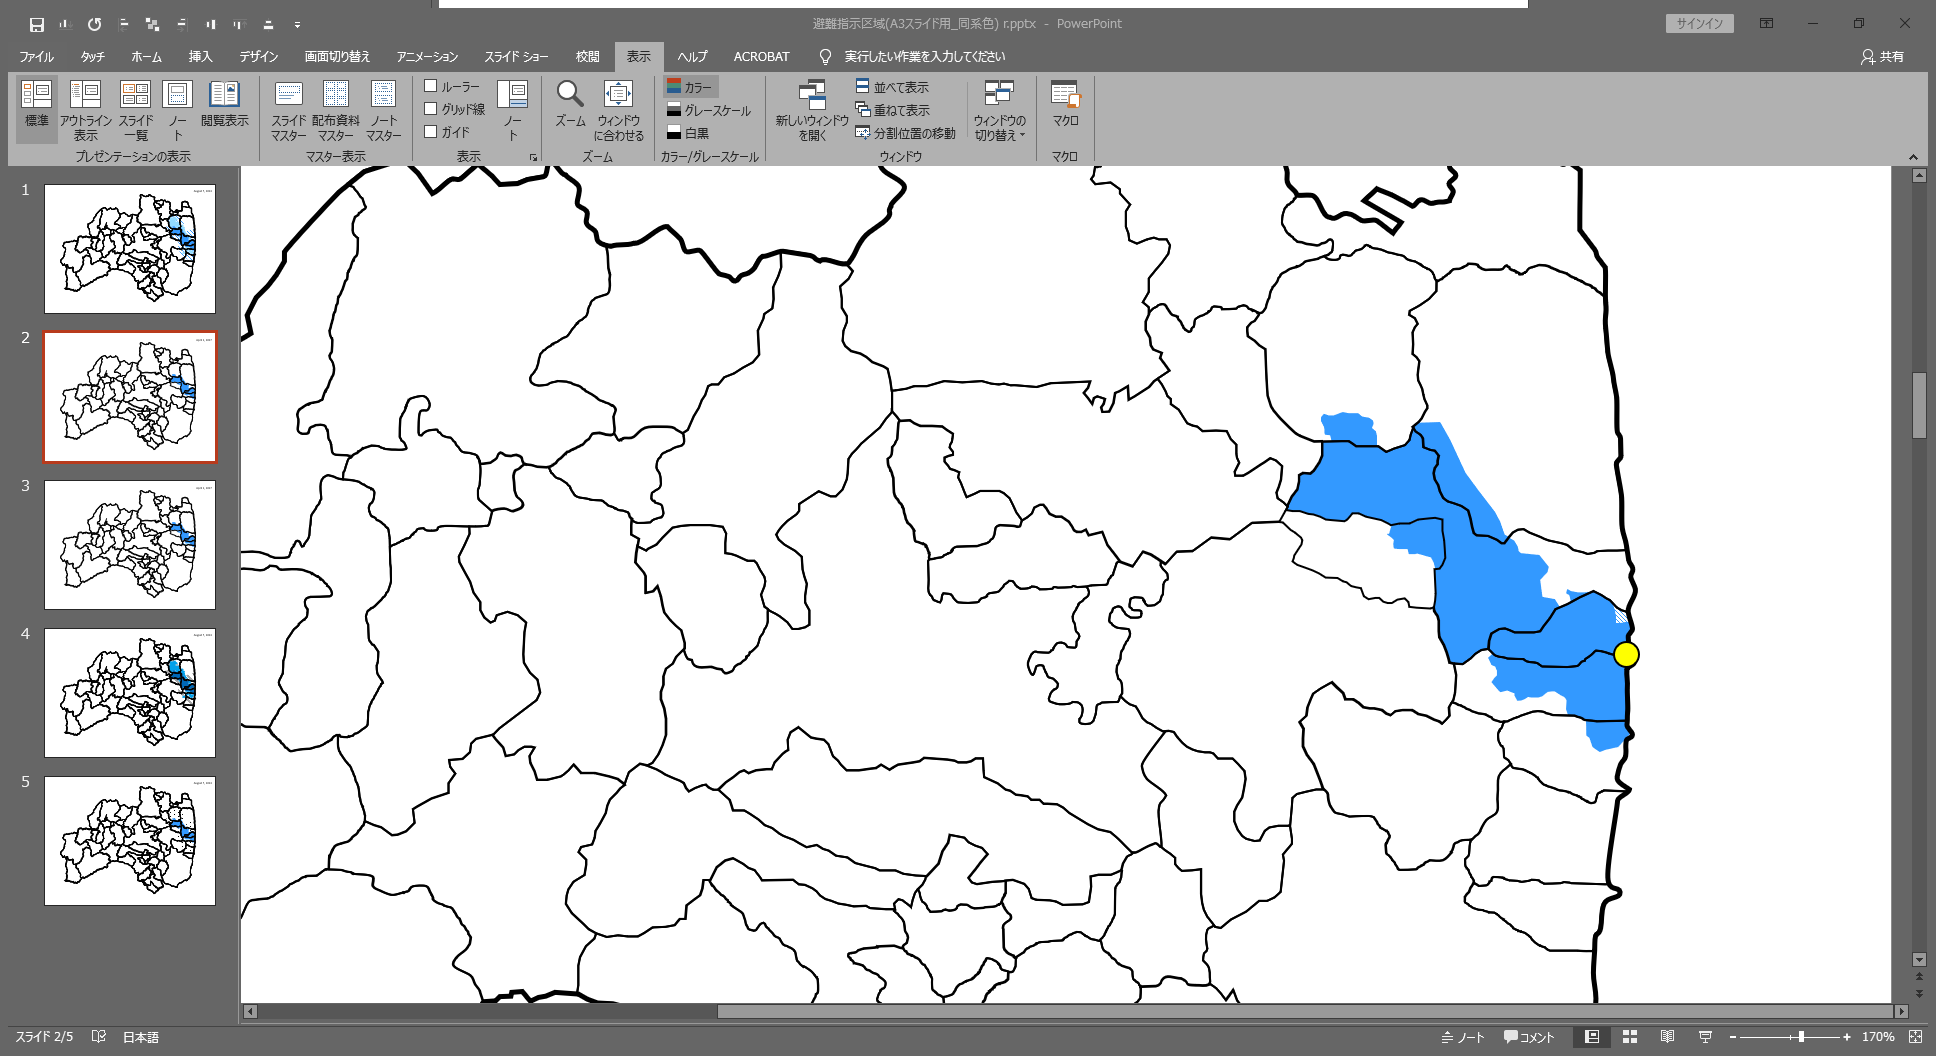 避難指示区域(A3スライド用_同系色) r.pptx - PowerPoint
サインイン
ファイル タッチ ホーム 挿入 デザイン 画面切り替え アニメーション スライド ショー 校閲 表示 ヘルプ ACROBAT 実行したい作業を入力してください
共有
標準
アウトライン
表示
スライド
一覧
ノー
ト
閲覧表示
プレゼンテーションの表示
スライド
マスター
配布資料
マスター
ノート
マスター
マスター表示
ルーラー
グリッド線
ガイド
ノー
ト
表示
ズーム
ウィンドウ
に合わせる
ズーム
カラー
グレースケール
白黒
カラー/グレースケール
新しいウィンドウ
を開く
並べて表示
重ねて表示
分割位置の移動
ウィンドウの
切り替え
ウィンドウ
マクロ
マクロ
1
2
3
4
5
スライド 2/5
日本語
ノート
コメント
170%